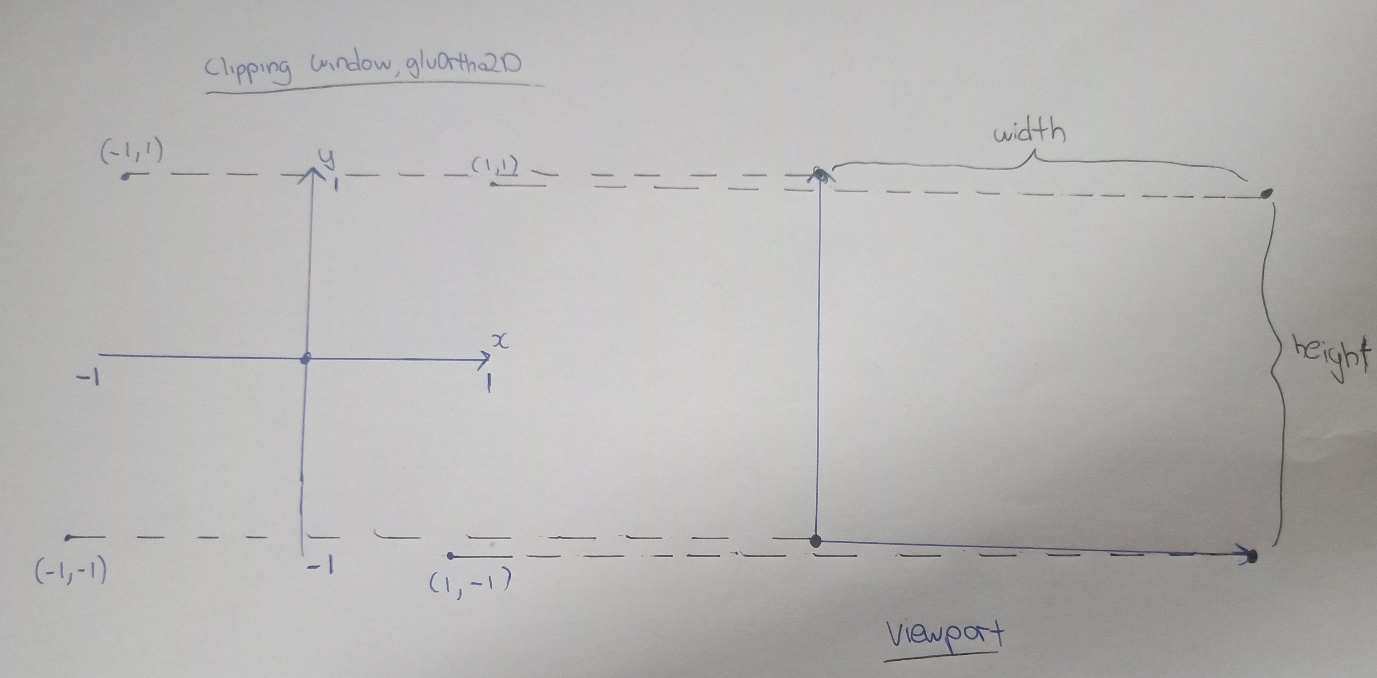 Clipping window, gluOrtho2D
width
(-1,1)
y
1
(1,1)
x
-1
1
height
(-1,-1)
-1
(1,-1)
Viewport